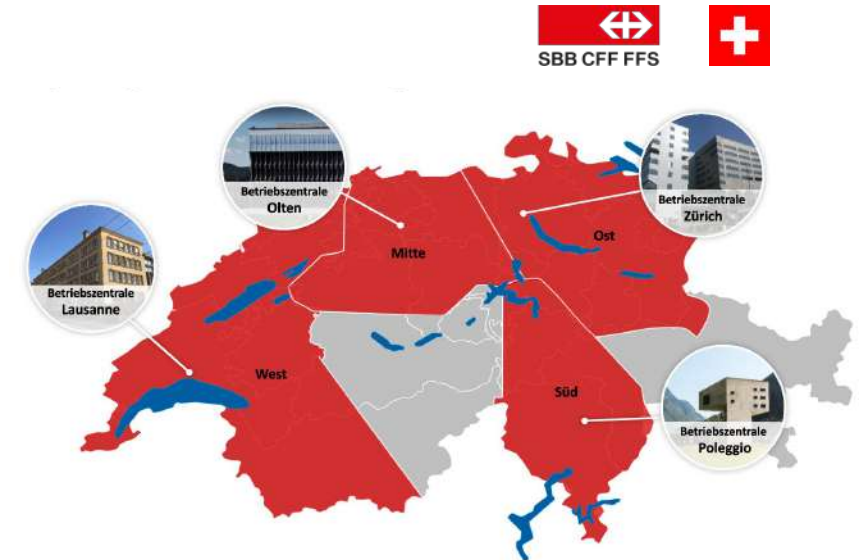 SBB CFF FFS
Betriebszentrale
Olten
Betriebszentrale
Zürich
Mitte
Ost
Betriebszentrale
Lausanne
West
Süd
Betriebszentrale
Poleggio